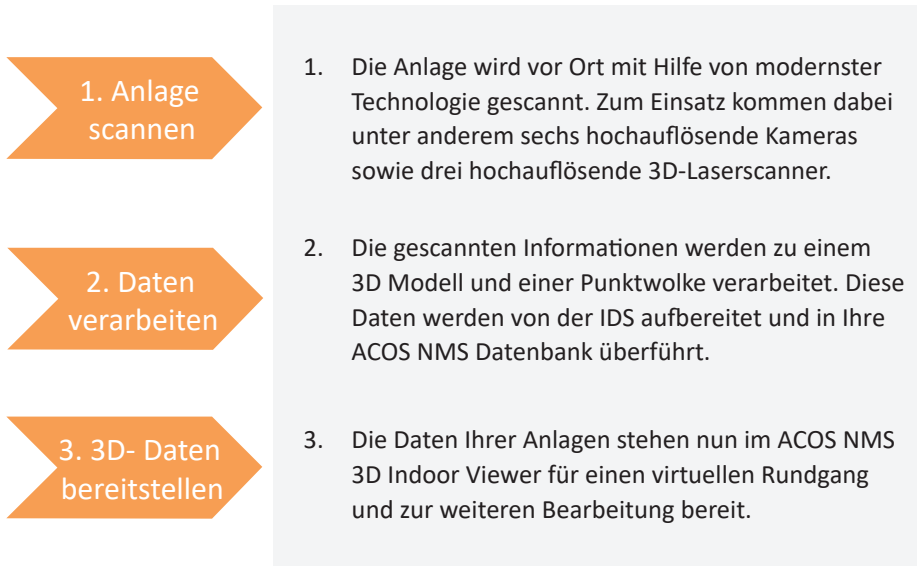 1. Anlage
scannen
1. Die Anlage wird vor Ort mit Hilfe von modernster
Technologie gescannt. Zum Einsatz kommen dabei
unter anderem sechs hochauflösende Kameras
sowie drei hochauflösende 3D-Laserscanner.
2. Daten
verarbeiten
2. Die gescannten Informationen werden zu einem
3D Modell und einer Punktwolke verarbeitet. Diese
Daten werden von der IDS aufbereitet und in Ihre
ACOS NMS Datenbank überführt.
3. 3D- Daten
bereitstellen
3. Die Daten Ihrer Anlagen stehen nun im ACOS NMS
3D Indoor Viewer für einen virtuellen Rundgang
und zur weiteren Bearbeitung bereit.